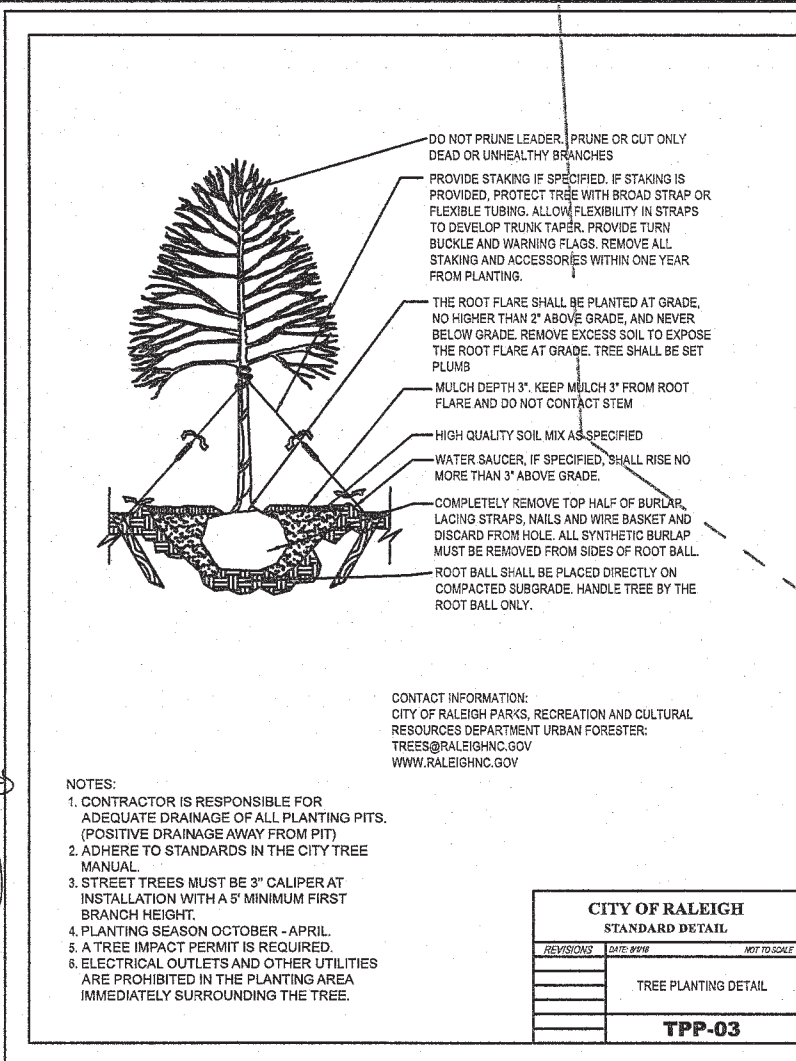 DO NOT PRUNE LEADER. PRUNE OR CUT ONLY
DEAD OR UNHEALTHY BRANCHES
PROVIDE STAKING IF SPECIFIED. IF STAKING IS
PROVIDED, PROTECT TREE WITH BROAD STRAP OR
FLEXIBLE TUBING. ALLOW FLEXIBILITY IN STRAPS
TO DEVELOP TRUNK TAPER. PROVIDE TURN
BUCKLE AND WARNING FLAGS. REMOVE ALL
STAKING AND ACCESSORIES WITHIN ONE YEAR
FROM PLANTING.
THE ROOT FLARE SHALL BE PLANTED AT GRADE,
NO HIGHER THAN 2" ABOVE GRADE, AND NEVER
BELOW GRADE. REMOVE EXCESS SOIL TO EXPOSE
THE ROOT FLARE AT GRADE. TREE SHALL BE SET
PLUMB
MULCH DEPTH 3". KEEP MULCH 3" FROM ROOT
FLARE AND DO NOT CONTACT STEM
HIGH QUALITY SOIL MIX AS SPECIFIED
WATER SAUCER, IF SPECIFIED, SHALL RISE NO
MORE THAN 3" ABOVE GRADE.
COMPLETELY REMOVE TOP HALF OF BURLAP,
LACING STRAPS, NAILS AND WIRE BASKET AND
DISCARD FROM HOLE. ALL SYNTHETIC BURLAP
MUST BE REMOVED FROM SIDES OF ROOT BALL.
ROOT BALL SHALL BE PLACED DIRECTLY ON
COMPACTED SUBGRADE. HANDLE TREE BY THE
ROOT BALL ONLY.
CONTACT INFORMATION:
CITY OF RALEIGH PARKS, RECREATION AND CULTURAL
RESOURCES DEPARTMENT URBAN FORESTER:
TREES@RALEIGHNC.GOV
WWW.RALEIGHNC.GOV
NOTES:
1. CONTRACTOR IS RESPONSIBLE FOR
ADEQUATE DRAINAGE OF ALL PLANTING PITS.
(POSITIVE DRAINAGE AWAY FROM PIT)
2. ADHERE TO STANDARDS IN THE CITY TREE
MANUAL.
3. STREET TREES MUST BE 3" CALIPER AT
INSTALLATION WITH A 5' MINIMUM FIRST
BRANCH HEIGHT.
4. PLANTING SEASON OCTOBER - APRIL.
5. A TREE IMPACT PERMIT IS REQUIRED.
6. ELECTRICAL OUTLETS AND OTHER UTILITIES
ARE PROHIBITED IN THE PLANTING AREA
IMMEDIATELY SURROUNDING THE TREE.
CITY OF RALEIGH
STANDARD DETAIL
REVISIONS DATE: NOT TO SCALE
TREE PLANTING DETAIL
TPP-03